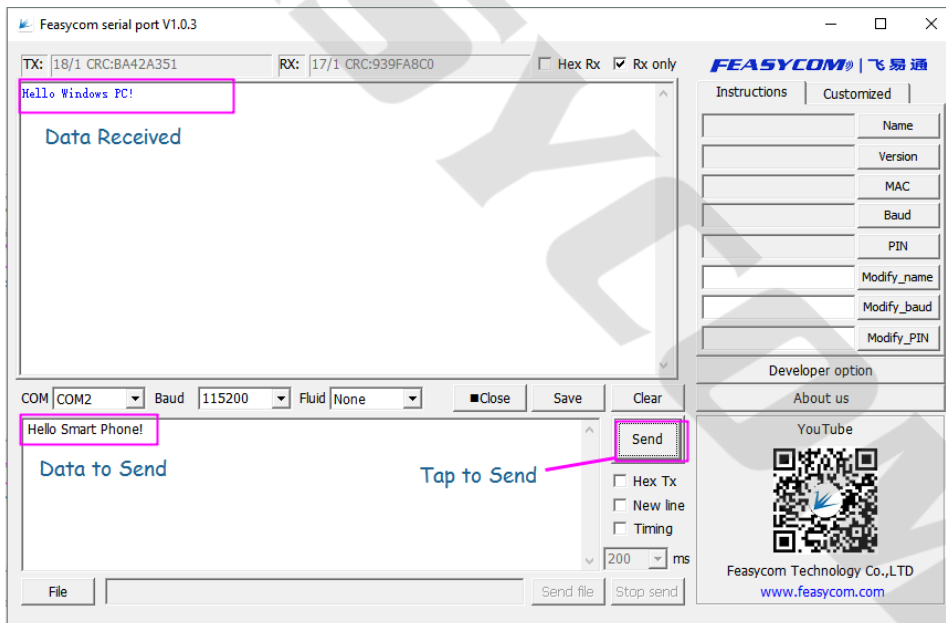 Feasycom serial port V1.0.3
TX: 18/1 CRC:BA42A351 RX: 17/1 CRC:939FA8C0 Hex Rx Rx only
FEASYCOM | 飞易通
Hello Windows PC!
Data Received
Instructions Customized
Name
Version
MAC
Baud
PIN
Modify_name
Modify_baud
Modify_PIN
Developer option
About us
COM COM2 Baud 115200 Fluid None ■Close Save Clear
Hello Smart Phone!
Data to Send
Tap to Send
Send
Hex Tx
New line
Timing
200 ms
YouTube
Feasycom Technology Co.,LTD
www.feasycom.com
File Send file Stop send